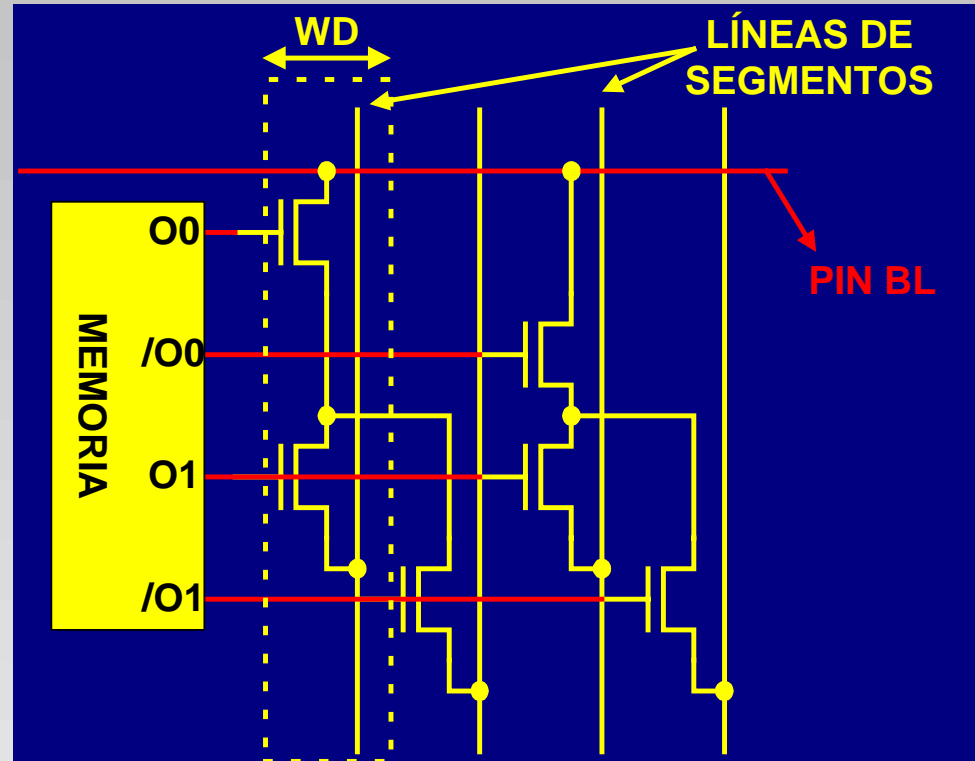 WD
LÍNEAS DE
SEGMENTOS
O0
PIN BL
/O0
MEMORIA
O1
/O1